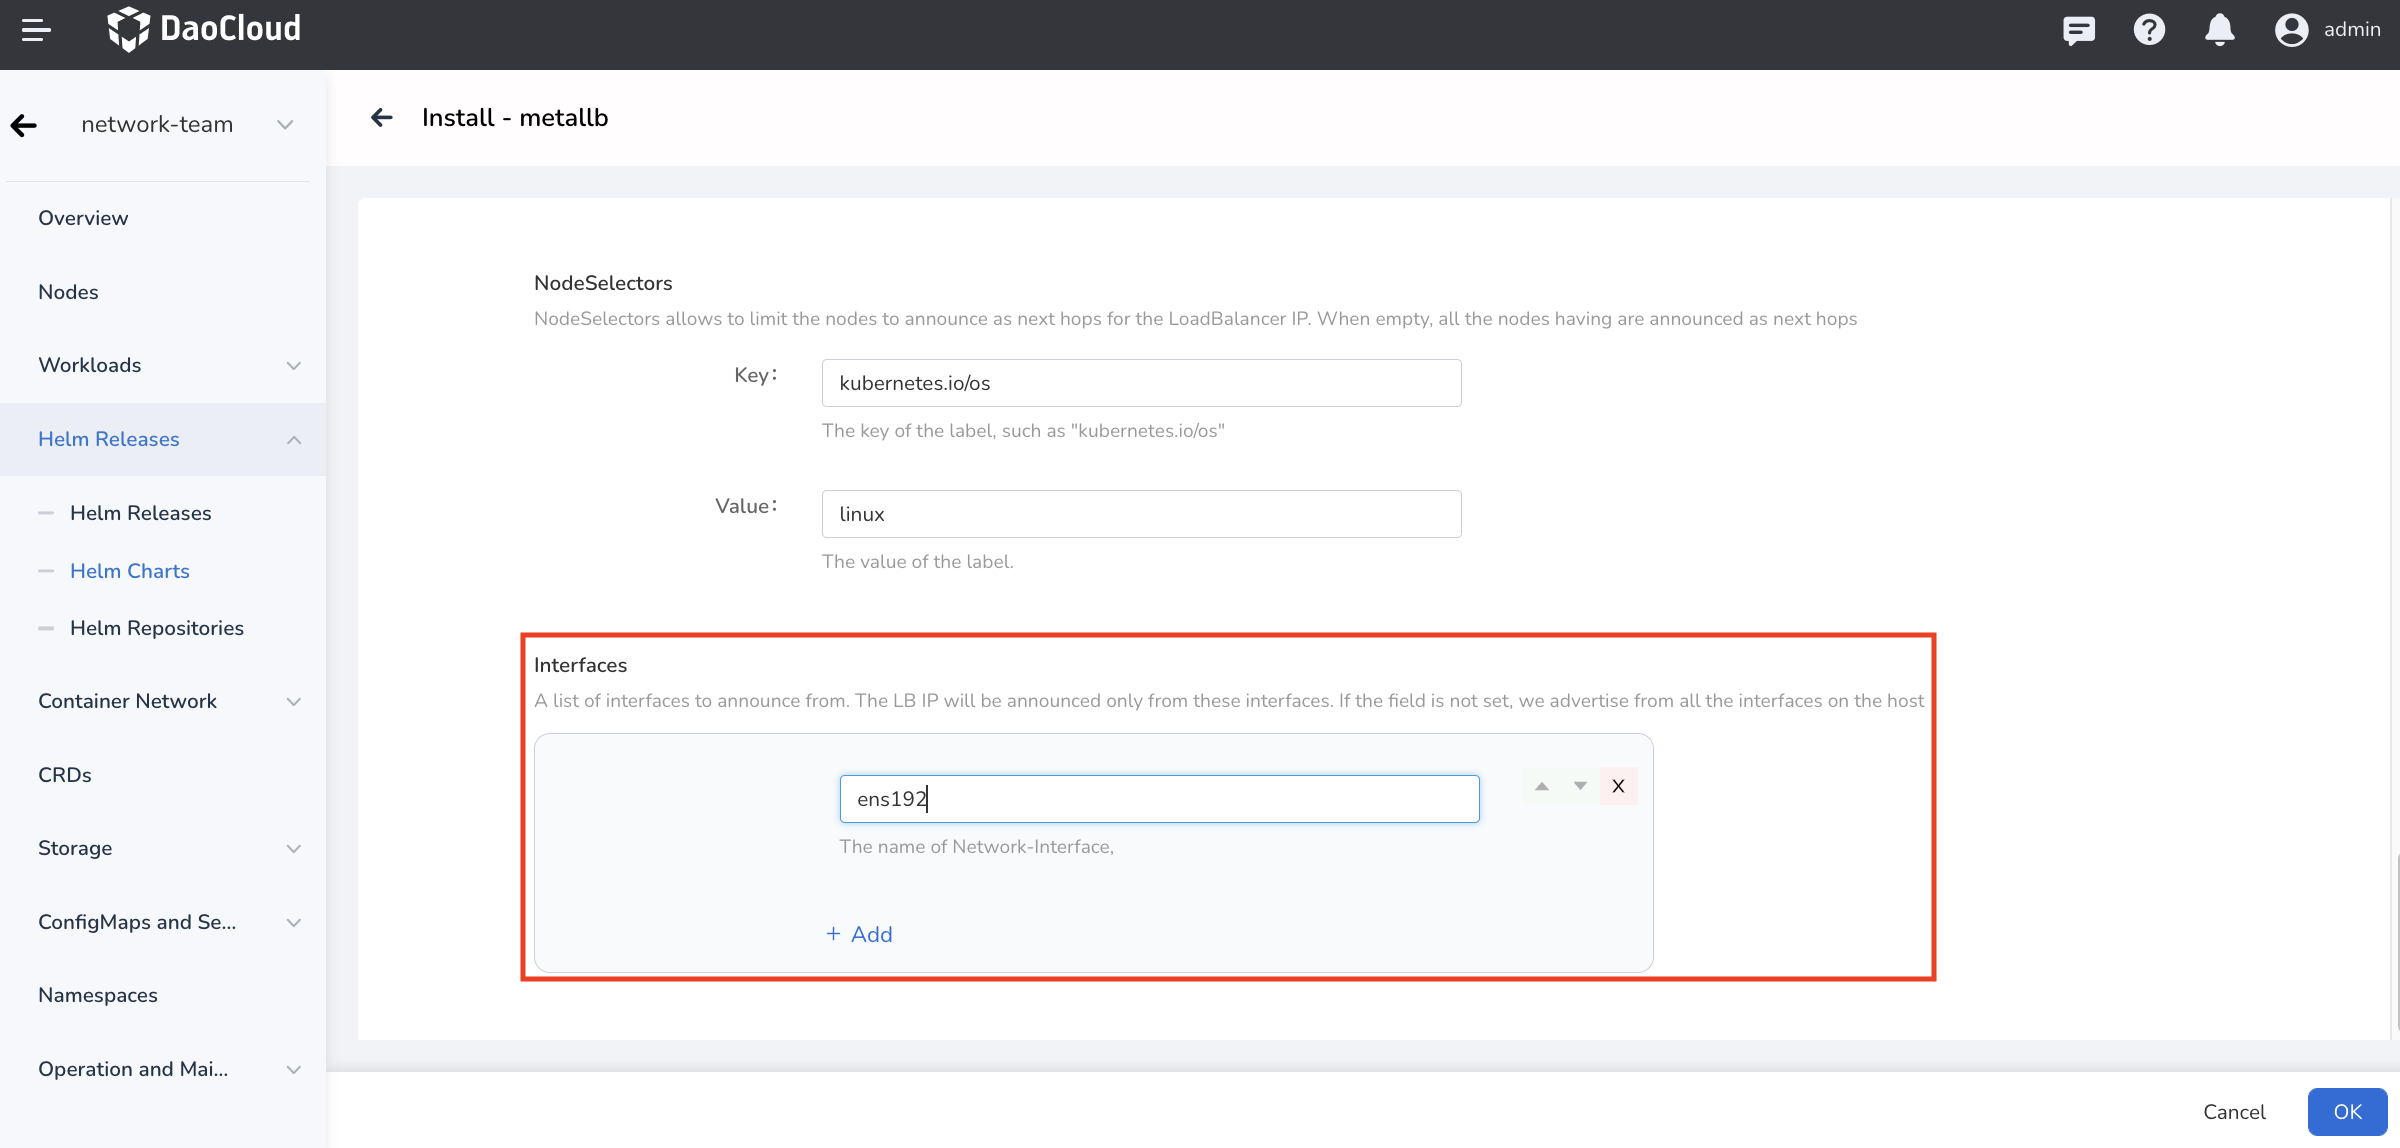 DaoCloud
admin
network-team
Install - metallb
Overview
Nodes
Workloads
Helm Releases
Helm Releases
Helm Charts
Helm Repositories
Container Network
CRDs
Storage
ConfigMaps and Se...
Namespaces
Operation and Mai...
NodeSelectors
NodeSelectors allows to limit the nodes to announce as next hops for the LoadBalancer IP. When empty, all the nodes having are announced as next hops
Key:
kubernetes.io/os
The key of the label, such as "kubernetes.io/os"
Value:
linux
The value of the label.
Interfaces
A list of interfaces to announce from. The LB IP will be announced only from these interfaces. If the field is not set, we advertise from all the interfaces on the host
ens192
X
The name of Network-Interface,
+ Add
Cancel
OK